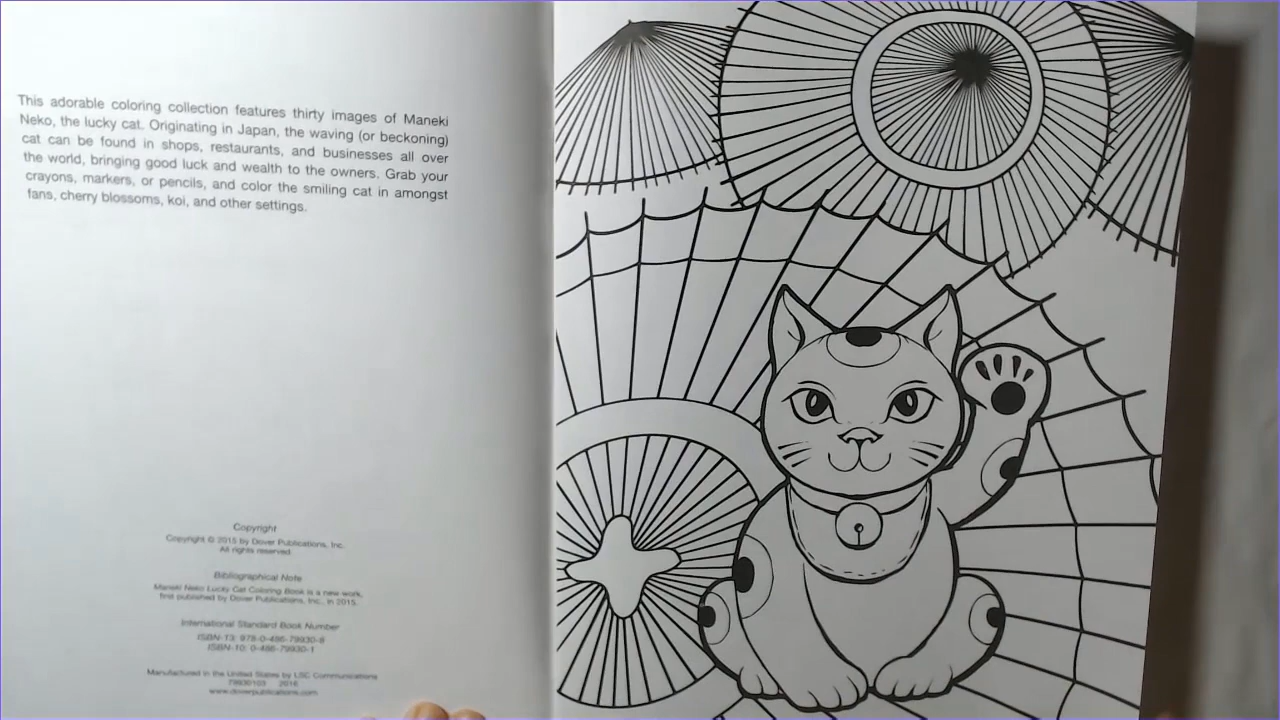 This adorable coloring collection features thirty images of Maneki
Neko, the lucky cat. Originating in Japan, the waving (or beckoning)
cat can be found in shops, restaurants, and businesses all over
the world, bringing good luck and wealth to the owners. Grab your
crayons, markers, or pencils, and color the smiling cat in amongst
fans, cherry blossoms, koi, and other settings.
Copyright
Copyright © 2015 by Dover Publications, Inc.
All rights reserved.
Bibliographical Note
Maneki Neko Lucky Cat Coloring Book is a new work,
first published by Dover Publications, Inc., in 2015.
International Standard Book Number
ISBN-13: 978-0-486-79930-8
ISBN-10: 0-486-79930-1
Manufactured in the United States by LSC Communications
79930103 2016
www.doverpublications.com